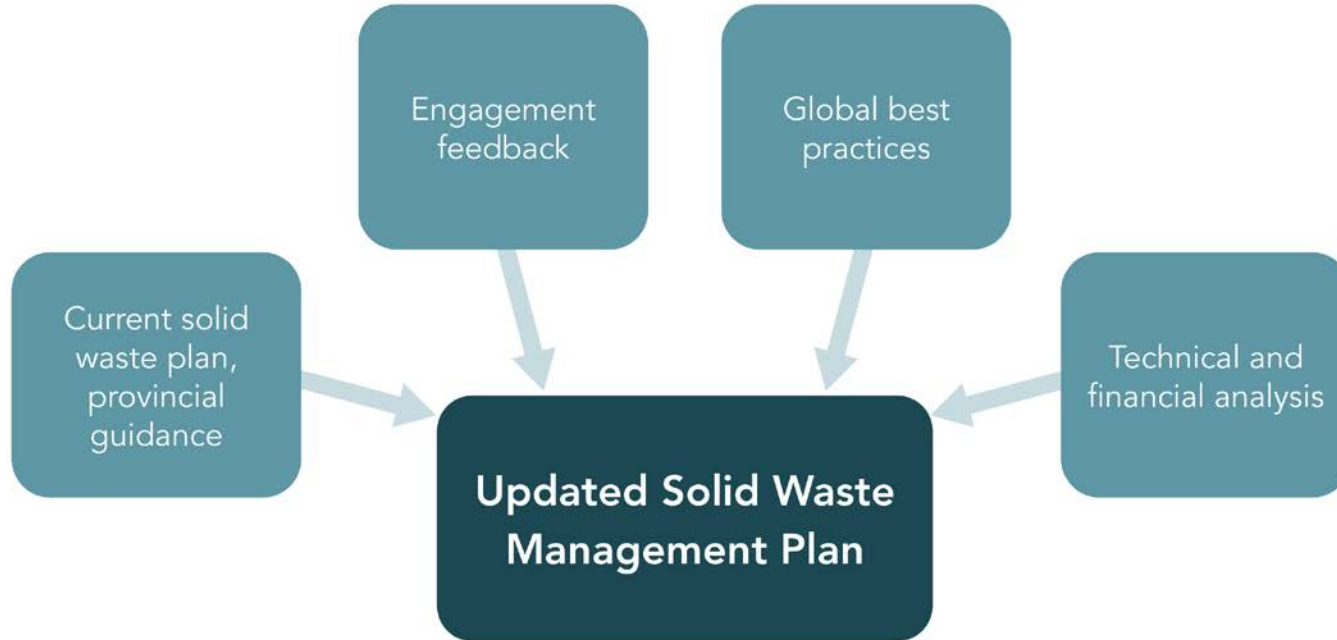 Engagement
feedback
Global best
practices
Current solid
waste plan,
provincial
guidance
Technical and
financial analysis
Updated Solid Waste
Management Plan